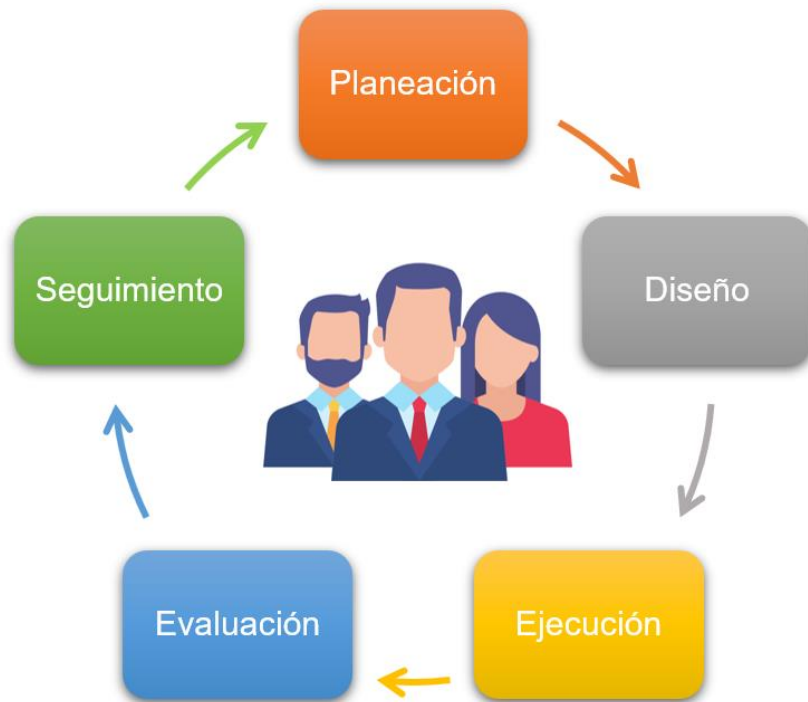 Planeación
Diseño
Ejecución
Evaluación
Seguimiento